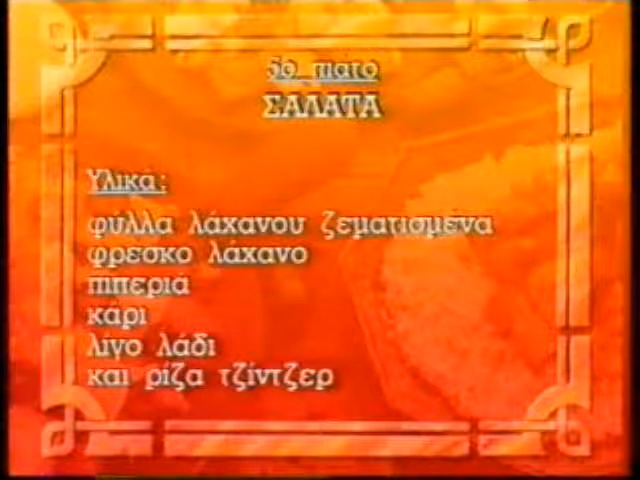 5ο πιάτο
ΣΑΛΑΤΑ
Υλικά:
φύλλα λάχανου ζεματισμένα
φρέσκο λάχανο
πιπεριά
κάρι
λίγο λάδι
και ρίζα τζίντζερ